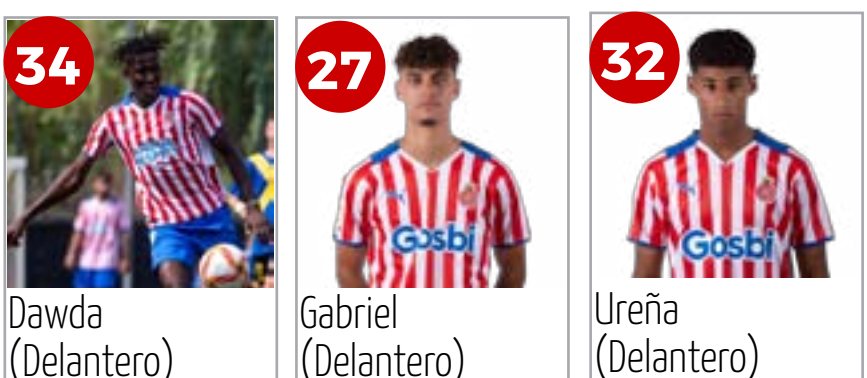 34
27
32
Gosbi
Gosbi
Dawda
(Delantero)
Gabriel
(Delantero)
Ureña
(Delantero)